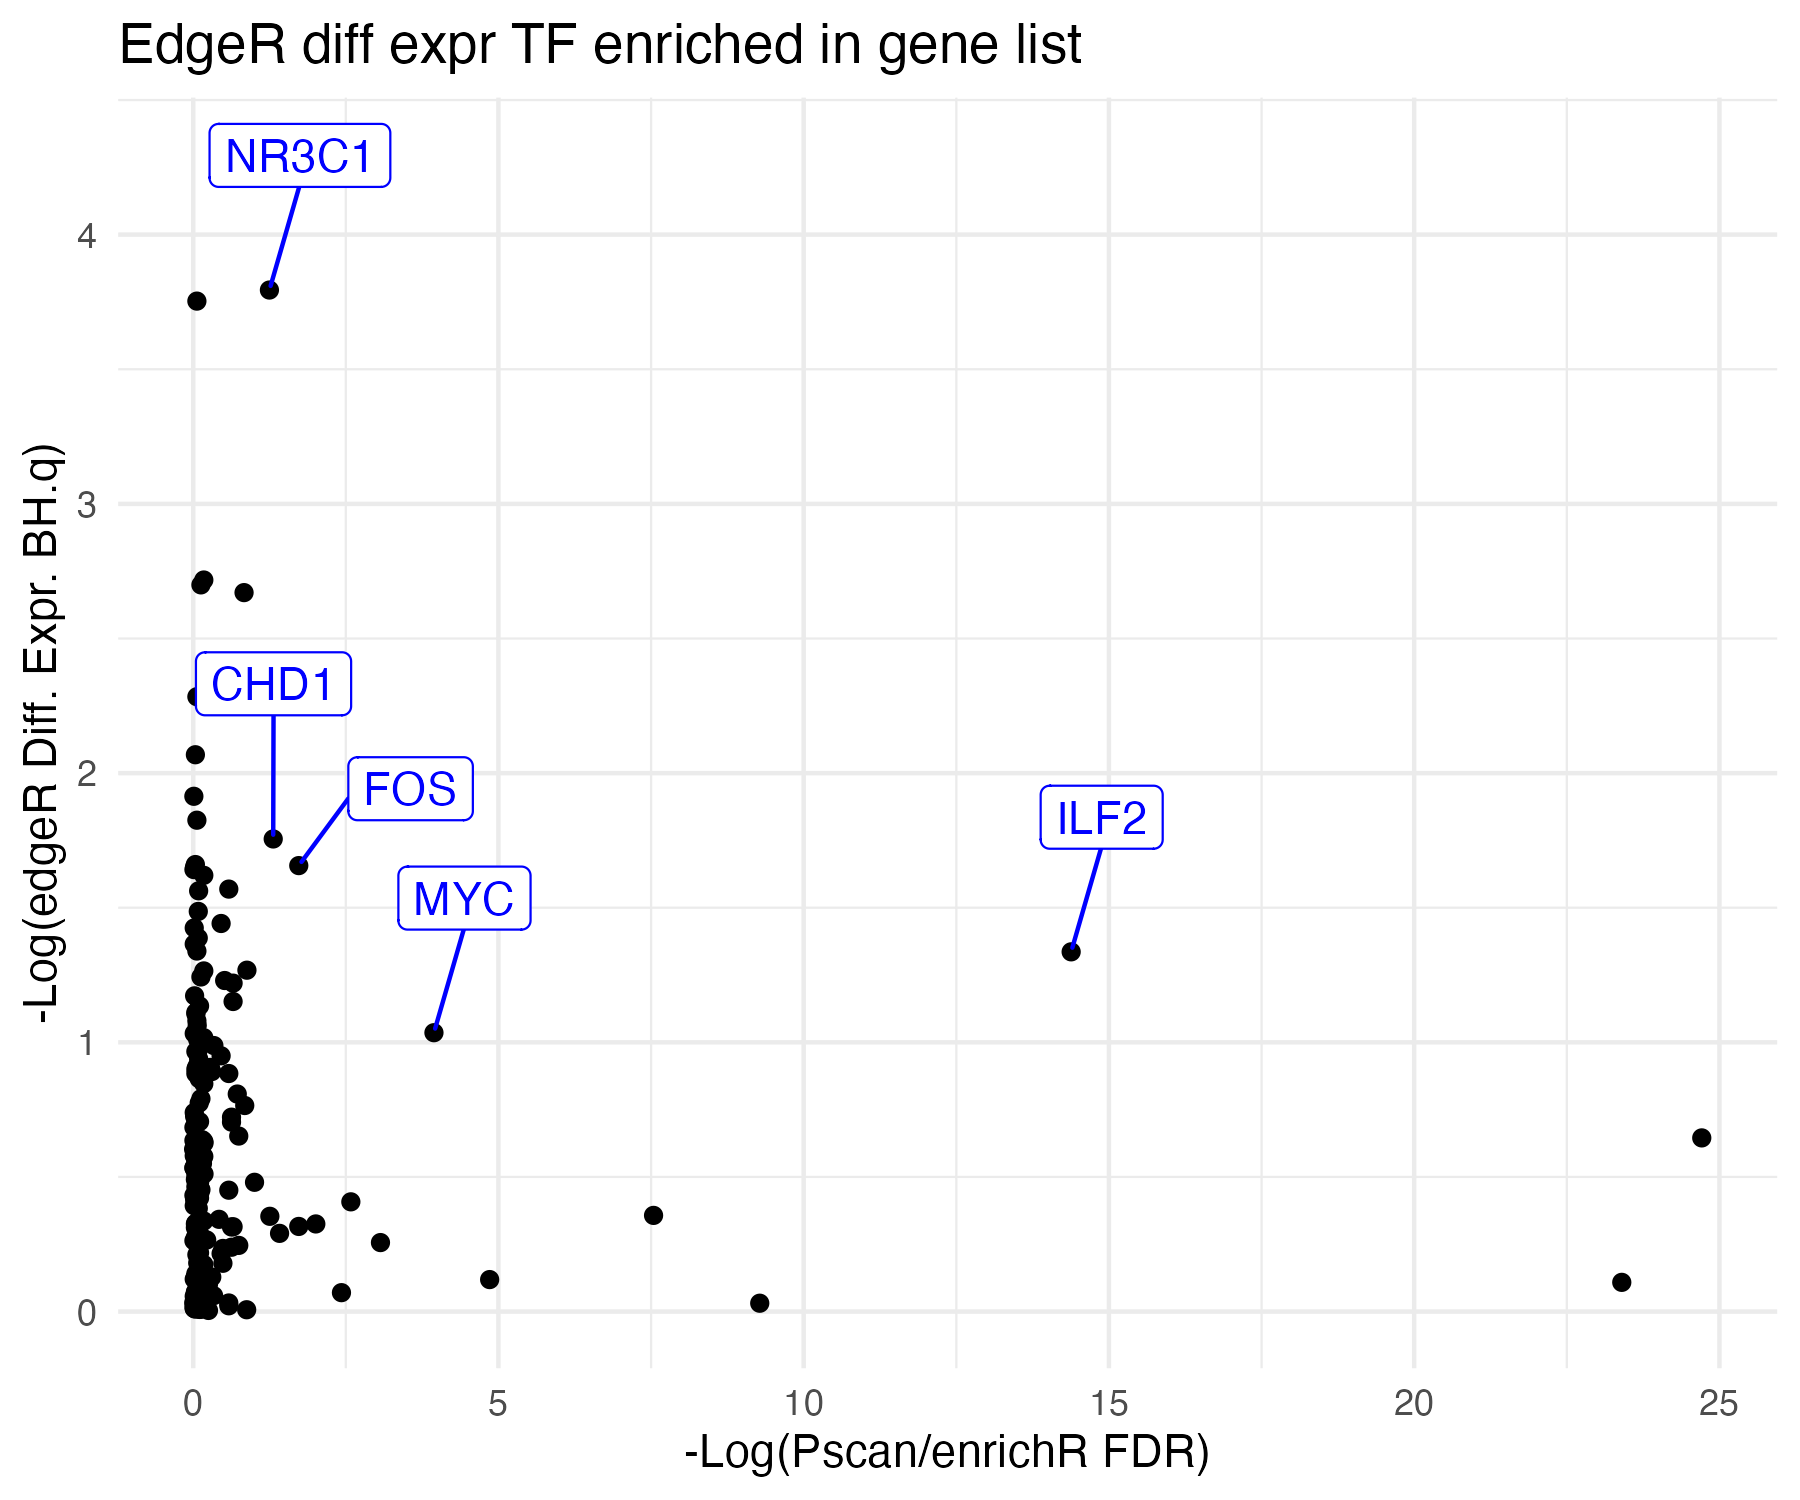 EdgeR diff expr TF enriched in gene list
NR3C1
CHD1
FOS
MYC
ILF2
-Log(edgeR Diff. Expr. BH.q)
4
3
2
1
0
0 5 10 15 20 25
-Log(Pscan/enrichR FDR)